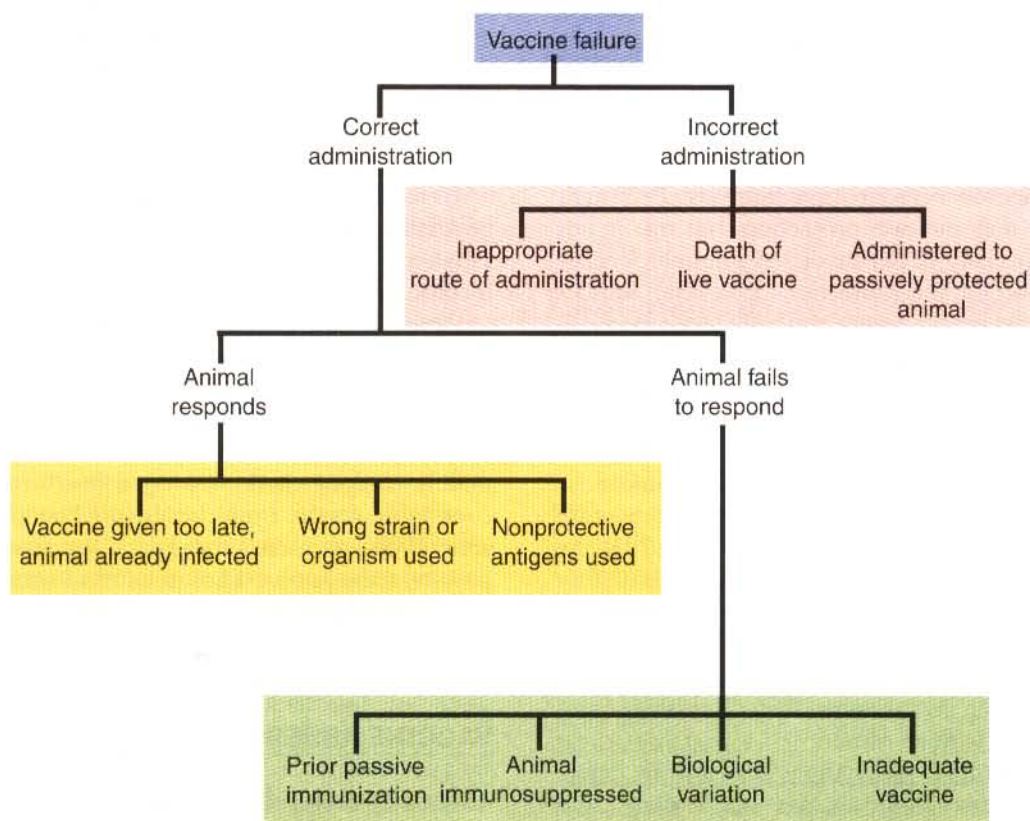 Vaccine failure
Correct
administration
Incorrect
administration
Inappropriate
route of administration
Death of
live vaccine
Administered to
passively protected
animal
Animal
responds
Animal fails
to respond
Vaccine given too late,
animal already infected
Wrong strain or
organism used
Nonprotective
antigens used
Prior passive
immunization
Animal
immunosuppressed
Biological
variation
Inadequate
vaccine